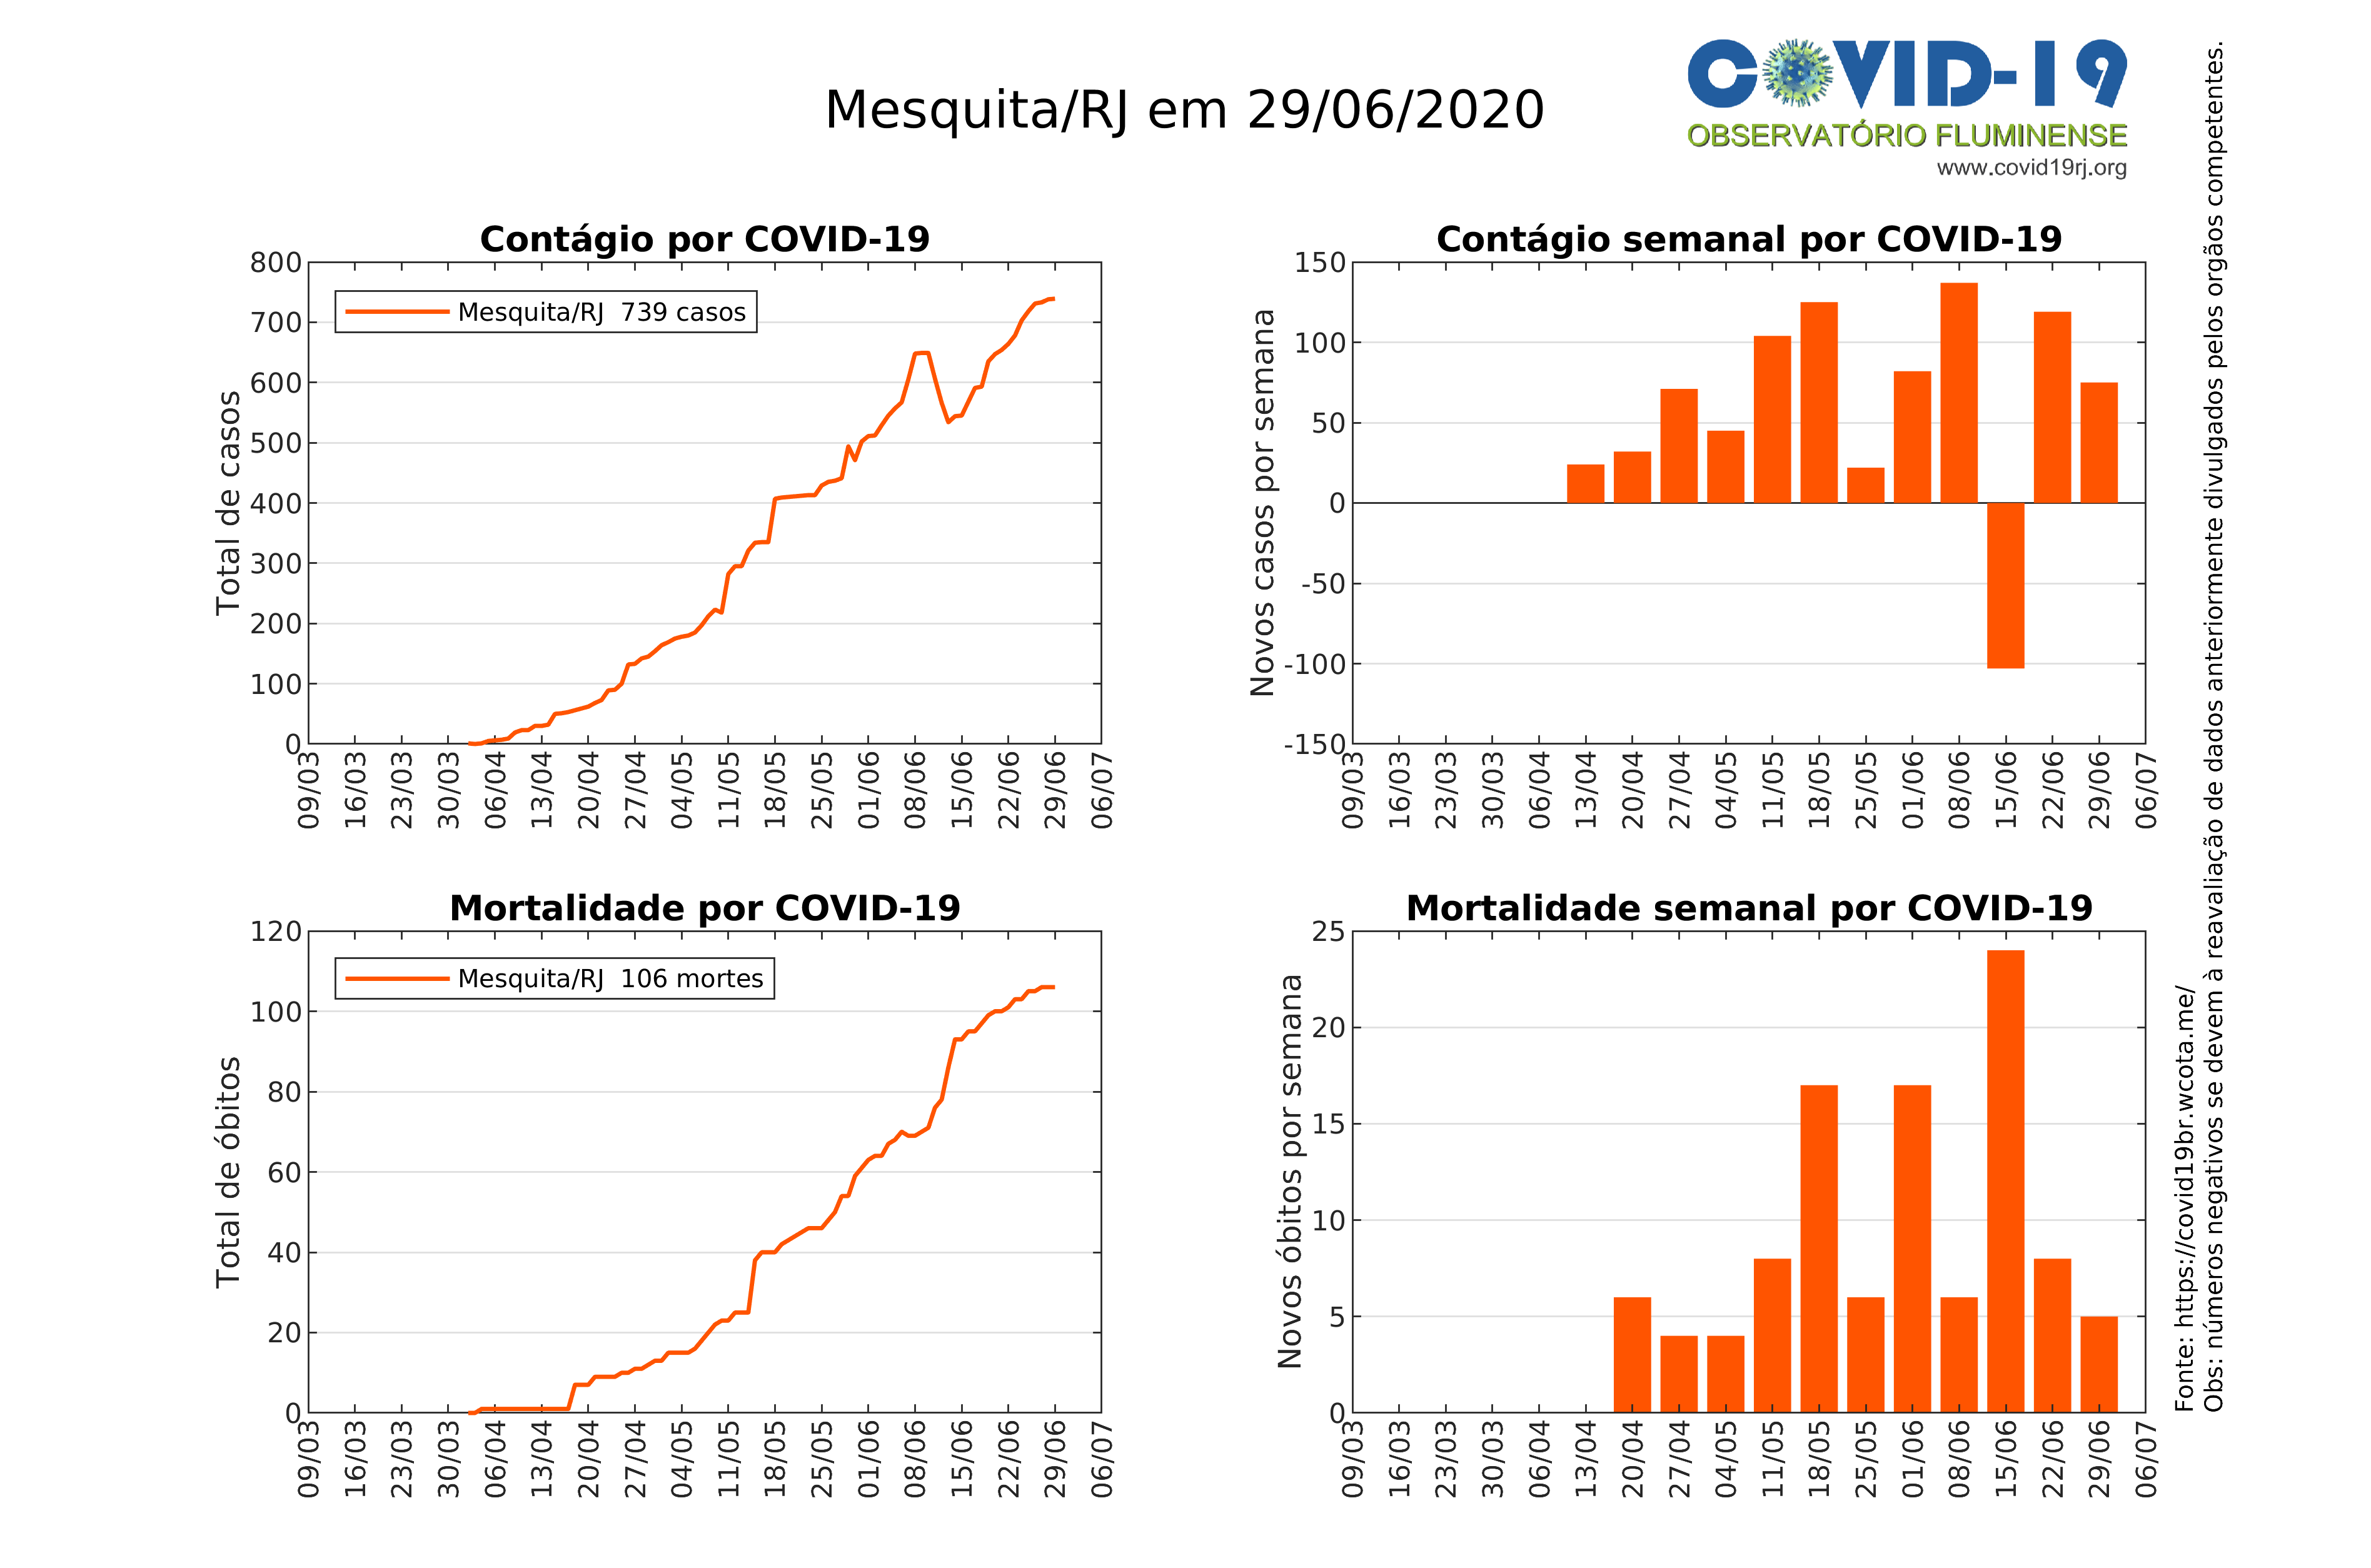 Mesquita/RJ em 29/06/2020
COVID-19
OBSERVATÓRIO FLUMINENSE
www.covid19rj.org
Contágio por COVID-19
Total de casos
800
700
600
500
400
300
200
100
0
Mesquita/RJ 739 casos
09/03 16/03 23/03 30/03 06/04 13/04 20/04 27/04 04/05 11/05 18/05 25/05 01/06 08/06 15/06 22/06 29/06 06/07
Contágio semanal por COVID-19
Novos casos por semana
150
100
50
0
-50
-100
-150
09/03 16/03 23/03 30/03 06/04 13/04 20/04 27/04 04/05 11/05 18/05 25/05 01/06 08/06 15/06 22/06 29/06 06/07
Mortalidade por COVID-19
Total de óbitos
120
100
80
60
40
20
0
Mesquita/RJ 106 mortes
09/03 16/03 23/03 30/03 06/04 13/04 20/04 27/04 04/05 11/05 18/05 25/05 01/06 08/06 15/06 22/06 29/06 06/07
Mortalidade semanal por COVID-19
Novos óbitos por semana
25
20
15
10
5
0
09/03 16/03 23/03 30/03 06/04 13/04 20/04 27/04 04/05 11/05 18/05 25/05 01/06 08/06 15/06 22/06 29/06 06/07
Fonte: https://covid19br.wcota.me/
Obs: números negativos se devem à reavaliação de dados anteriormente divulgados pelos orgãos competentes.